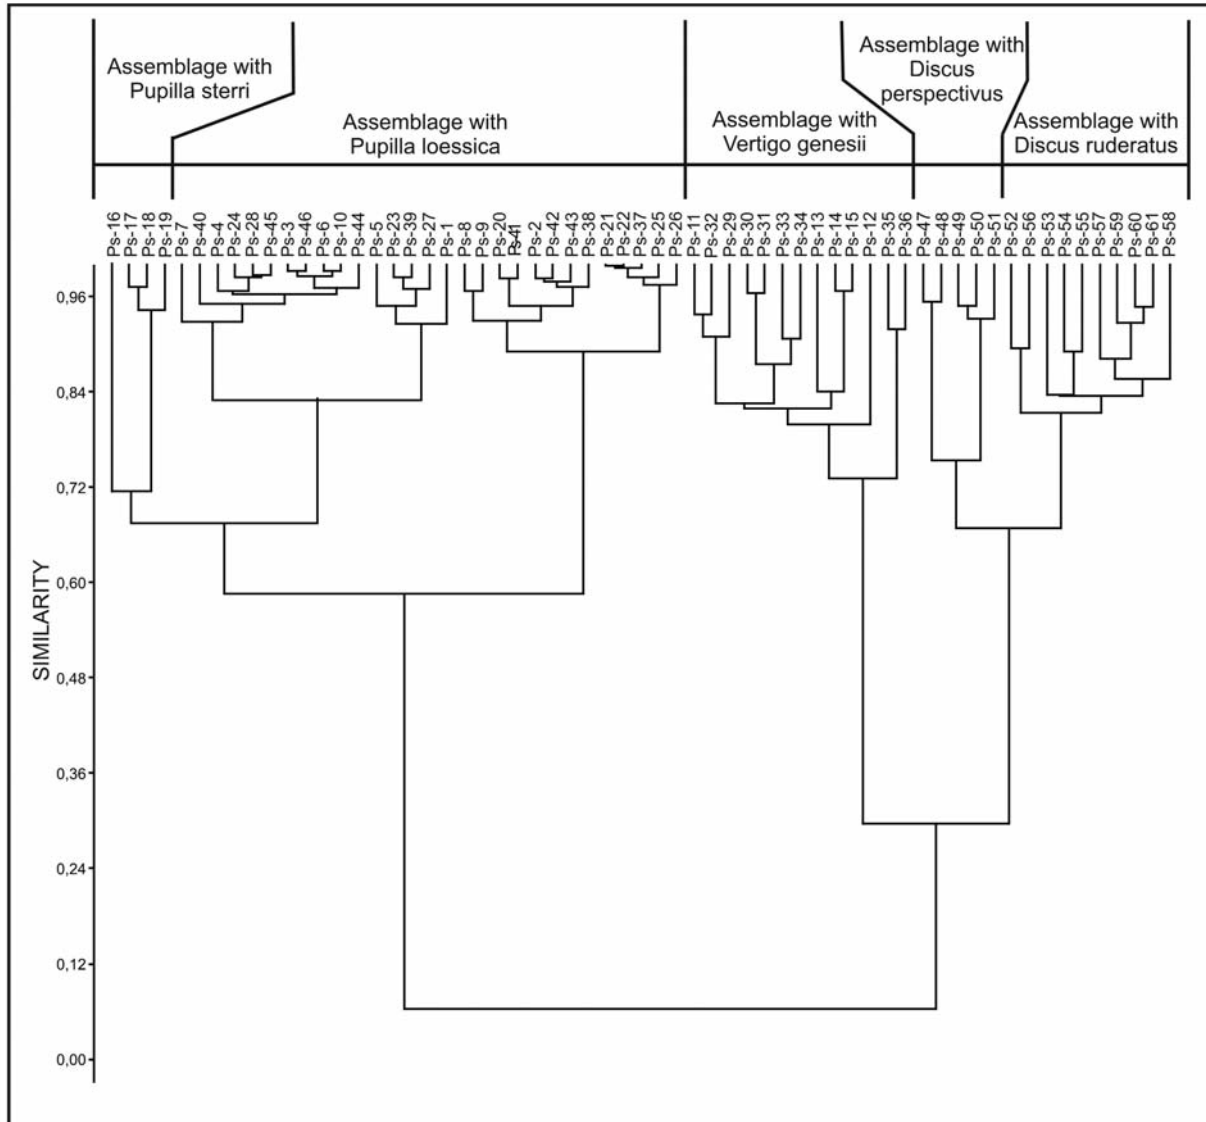 Assemblage with
Pupilla sterri
Assemblage with
Pupilla loessica
Assemblage with
Vertigo genesii
Assemblage with
Discus
perspectivus
Assemblage with
Discus ruderatus
Ps-16
Ps-17
Ps-18
Ps-19
Ps-7
Ps-40
Ps-4
Ps-24
Ps-28
Ps-45
Ps-3
Ps-46
Ps-6
Ps-10
Ps-44
Ps-5
Ps-23
Ps-39
Ps-27
Ps-1
Ps-8
Ps-9
Ps-20
Ps-41
Ps-2
Ps-42
Ps-43
Ps-38
Ps-21
Ps-22
Ps-37
Ps-25
Ps-26
Ps-11
Ps-32
Ps-29
Ps-30
Ps-31
Ps-33
Ps-34
Ps-13
Ps-14
Ps-15
Ps-12
Ps-35
Ps-36
Ps-47
Ps-48
Ps-49
Ps-50
Ps-51
Ps-52
Ps-56
Ps-53
Ps-54
Ps-55
Ps-57
Ps-59
Ps-60
Ps-61
Ps-58
0,96
0,84
0,72
0,60
0,48
0,36
0,24
0,12
0,00
SIMILARITY